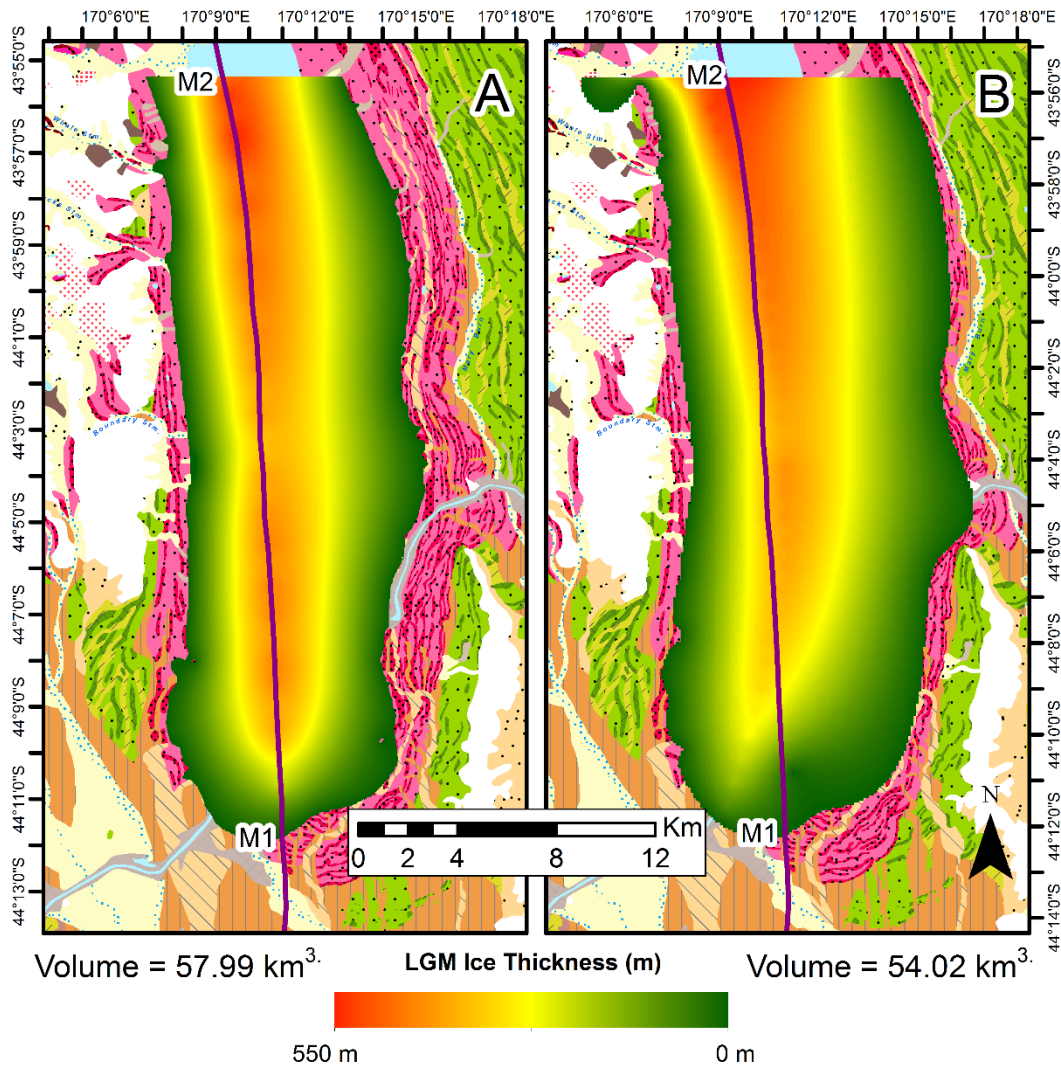 170°6'0"E 170°9'0"E 170°12'0"E 170°15'0"E 170°18'0"E 170°6'0"E 170°9'0"E 170°12'0"E 170°15'0"E 170°18'0"E
43°55'0"S
43°57'0"S
43°59'0"S
44°1'0"S
44°3'0"S
44°5'0"S
44°7'0"S
44°9'0"S
44°11'0"S
44°13'0"S
M2
A
Boundary Stm.
M1
M2
B
Boundary Stm.
M1
43°56'0"S
43°58'0"S
44°0'0"S
44°2'0"S
44°4'0"S
44°6'0"S
44°8'0"S
44°10'0"S
44°12'0"S
44°14'0"S
N
Km
0 2 4 8 12
Volume = 57.99 km³.
LGM Ice Thickness (m)
Volume = 54.02 km³.
550 m
0 m